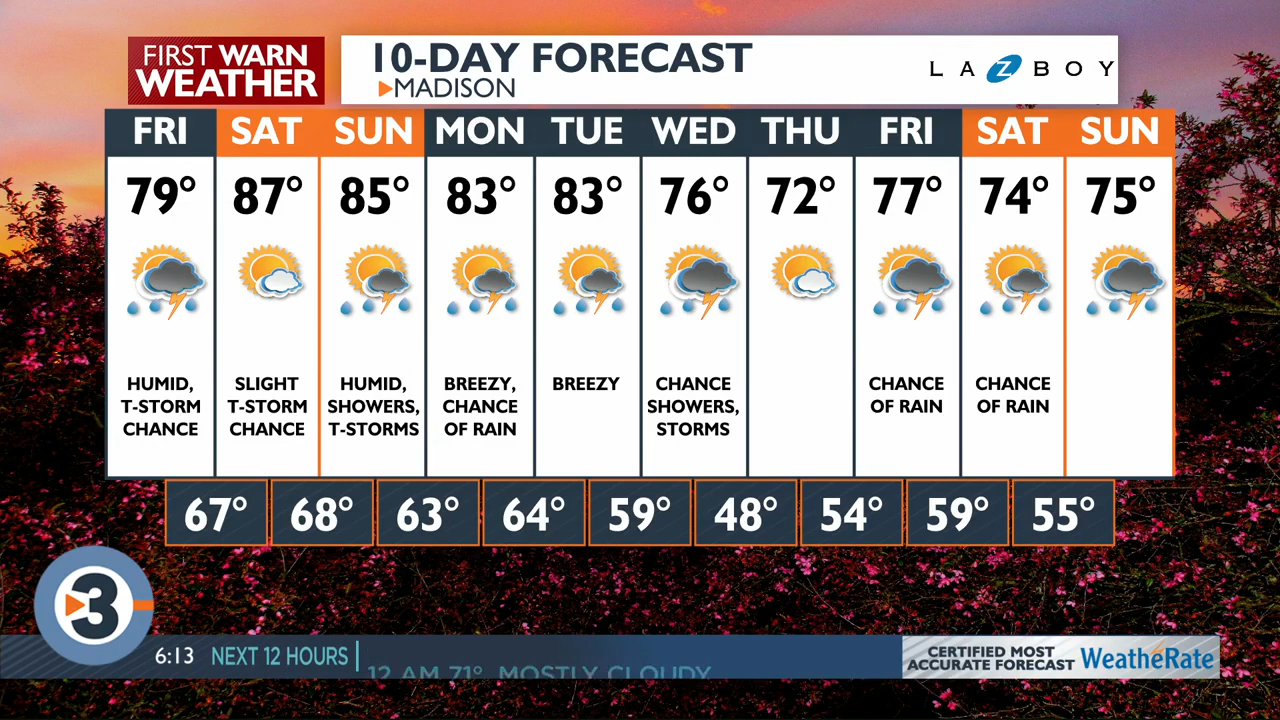 FIRST WARN
WEATHER
10-DAY FORECAST
MADISON
LA Z BOY
FRI SAT SUN MON TUE WED THU FRI SAT SUN
79° 87° 85° 83° 83° 76° 72° 77° 74° 75°
HUMID,
T-STORM
CHANCE
SLIGHT
T-STORM
CHANCE
HUMID,
SHOWERS,
T-STORMS
BREEZY,
CHANCE
OF RAIN
BREEZY
CHANCE
SHOWERS,
STORMS
CHANCE
OF RAIN
CHANCE
OF RAIN
67° 68° 63° 64° 59° 48° 54° 59° 55°
3
6:13 NEXT 12 HOURS
12 AM 71° MOSTLY CLOUDY
CERTIFIED MOST
ACCURATE FORECAST
WeatheRate